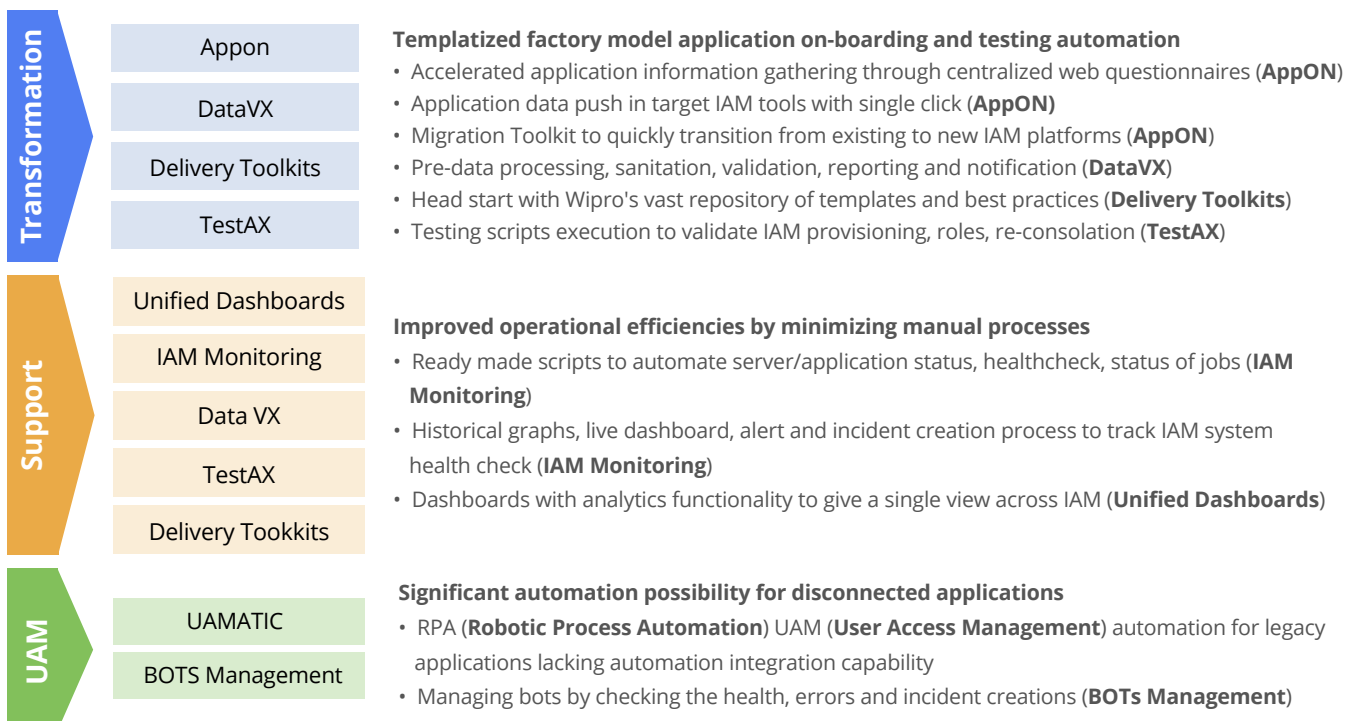 Transformation
Appon
DataVX
Delivery Toolkits
TestAX
Templatized factory model application on-boarding and testing automation
• Accelerated application information gathering through centralized web questionnaires (AppON)
• Application data push in target IAM tools with single click (AppON)
• Migration Toolkit to quickly transition from existing to new IAM platforms (AppON)
• Pre-data processing, sanitation, validation, reporting and notification (DataVX)
• Head start with Wipro's vast repository of templates and best practices (Delivery Toolkits)
• Testing scripts execution to validate IAM provisioning, roles, re-consolation (TestAX)
Support
Unified Dashboards
IAM Monitoring
Data VX
TestAX
Delivery Tookkits
Improved operational efficiencies by minimizing manual processes
• Ready made scripts to automate server/application status, healthcheck, status of jobs (IAM
Monitoring)
• Historical graphs, live dashboard, alert and incident creation process to track IAM system
health check (IAM Monitoring)
• Dashboards with analytics functionality to give a single view across IAM (Unified Dashboards)
UAM
UAMATIC
BOTS Management
Significant automation possibility for disconnected applications
• RPA (Robotic Process Automation) UAM (User Access Management) automation for legacy
applications lacking automation integration capability
• Managing bots by checking the health, errors and incident creations (BOTs Management)